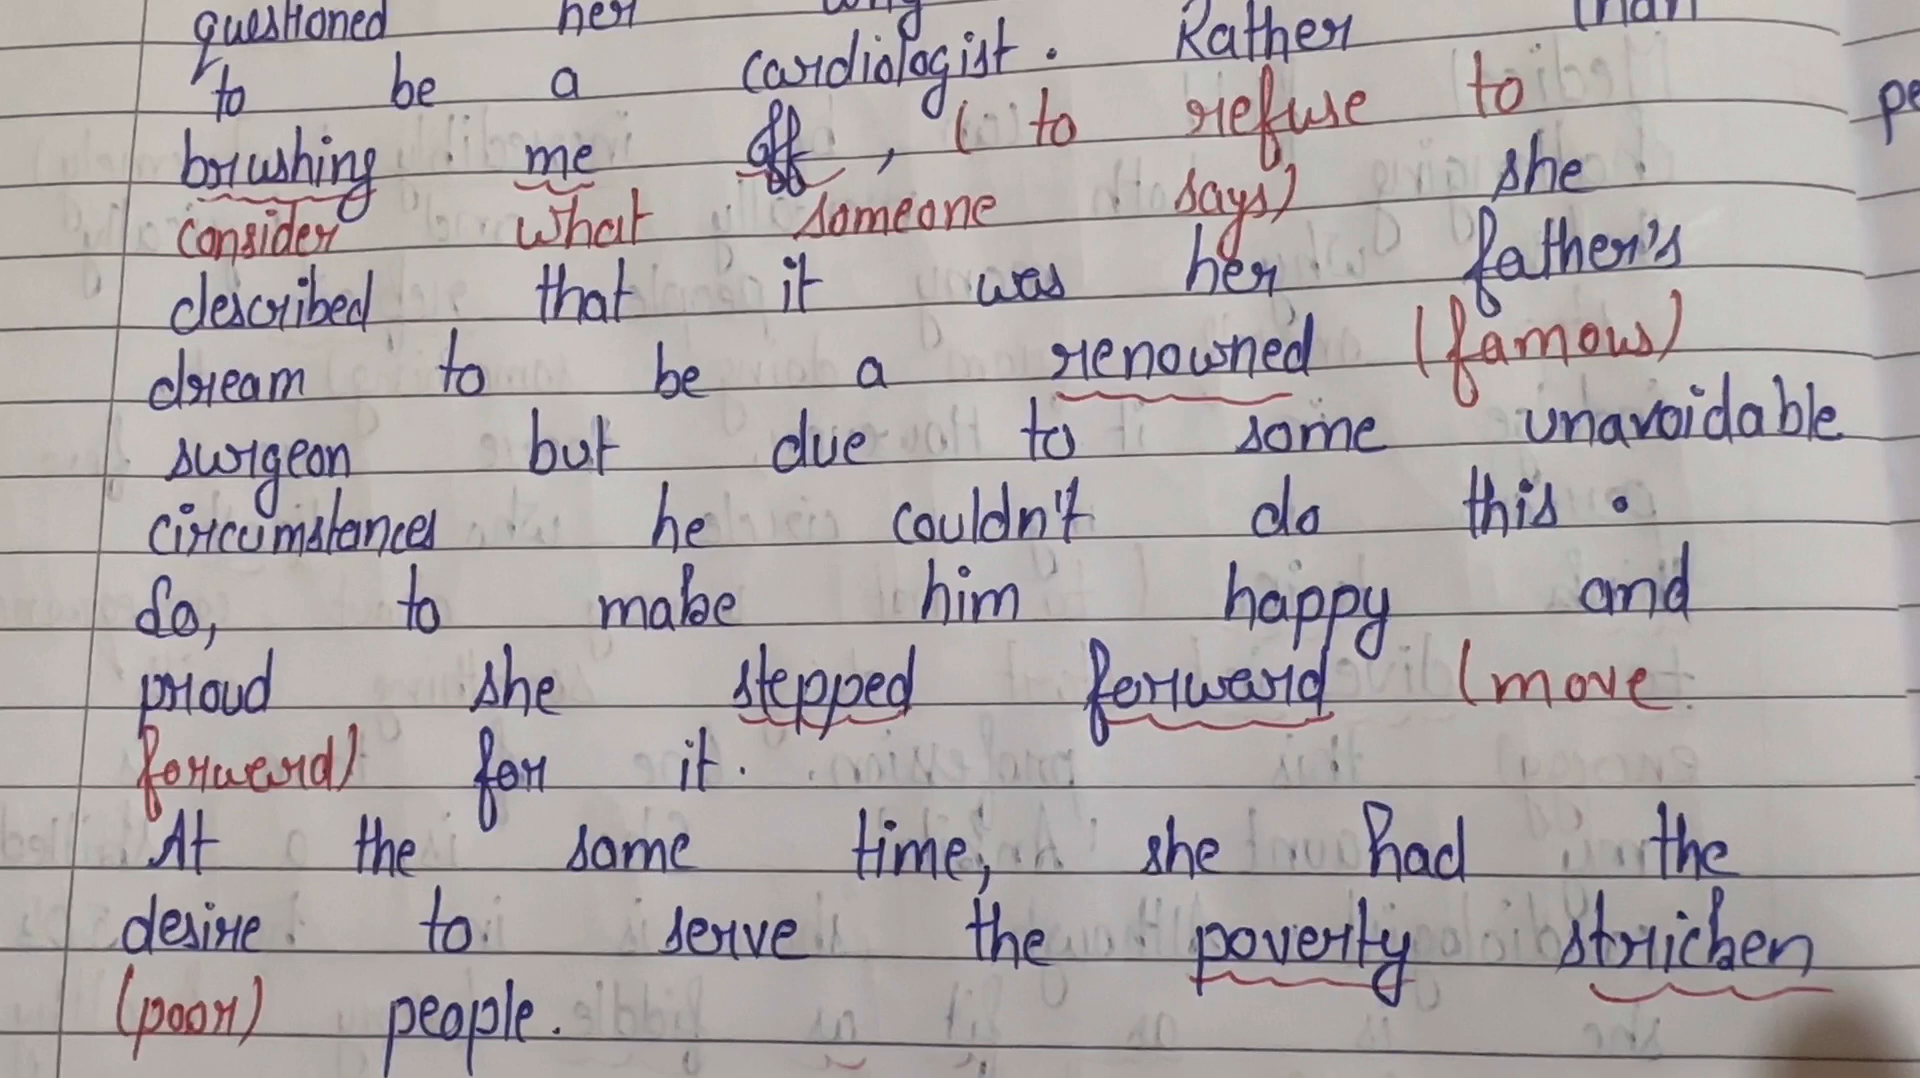 questioned her why
to be a cardiologist. Rather than
brushing me off, (to refuse to
consider what someone says) she
described that it was her father's
dream to be a renowned (famous)
surgeon but due to some unavoidable
circumstances he couldn't do this.
So, to make him happy and
proud she stepped forward (move
forward) for it.
At the same time, she had the
desire to serve the poverty stricken
(poor) people.